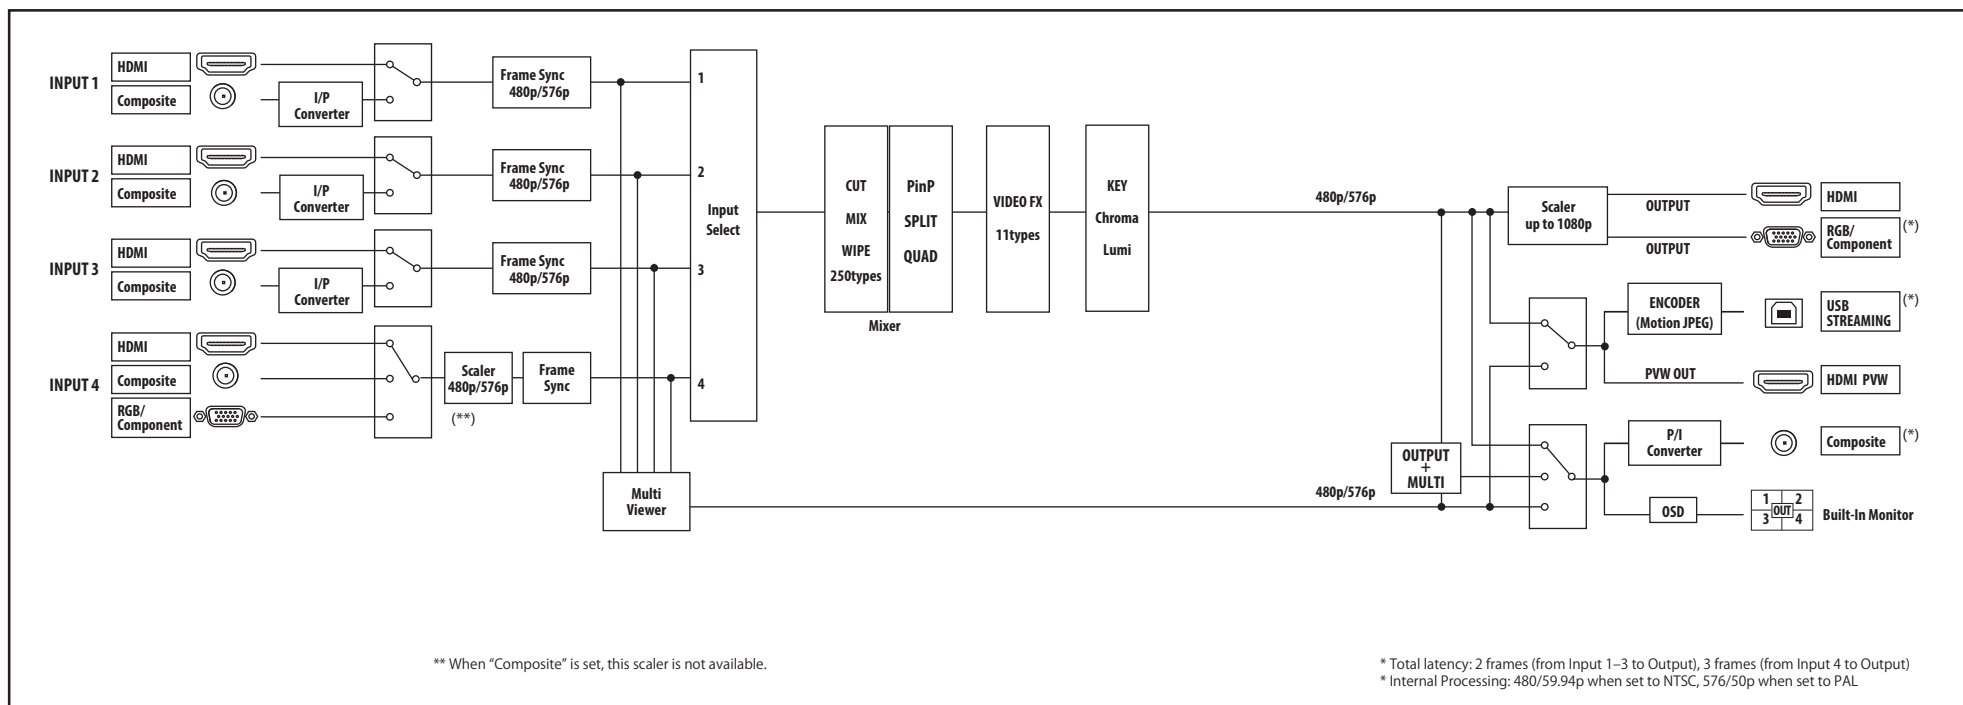 INPUT 1
HDMI
Composite
I/P
Converter
Frame Sync
480p/576p
INPUT 2
HDMI
Composite
I/P
Converter
Frame Sync
480p/576p
INPUT 3
HDMI
Composite
I/P
Converter
Frame Sync
480p/576p
INPUT 4
HDMI
Composite
RGB/
Component
Scaler
480p/576p
(**)
Frame
Sync
1
2
Input
Select
3
4
Multi
Viewer
CUT
MIX
WIPE
250types
PinP
SPLIT
QUAD
Mixer
VIDEO FX
11types
KEY
Chroma
Lumi
480p/576p
480p/576p
OUTPUT
+
MULTI
Scaler
up to 1080p
OUTPUT
OUTPUT
HDMI
RGB/
Component
(*)
ENCODER
(Motion JPEG)
USB
STREAMING
(*)
PVW OUT
HDMI PVW
P/I
Converter
Composite
(*)
OSD
1 2
OUT
3 4
Built-In Monitor
** When “Composite” is set, this scaler is not available.
* Total latency: 2 frames (from Input 1–3 to Output), 3 frames (from Input 4 to Output)
* Internal Processing: 480/59.94p when set to NTSC, 576/50p when set to PAL